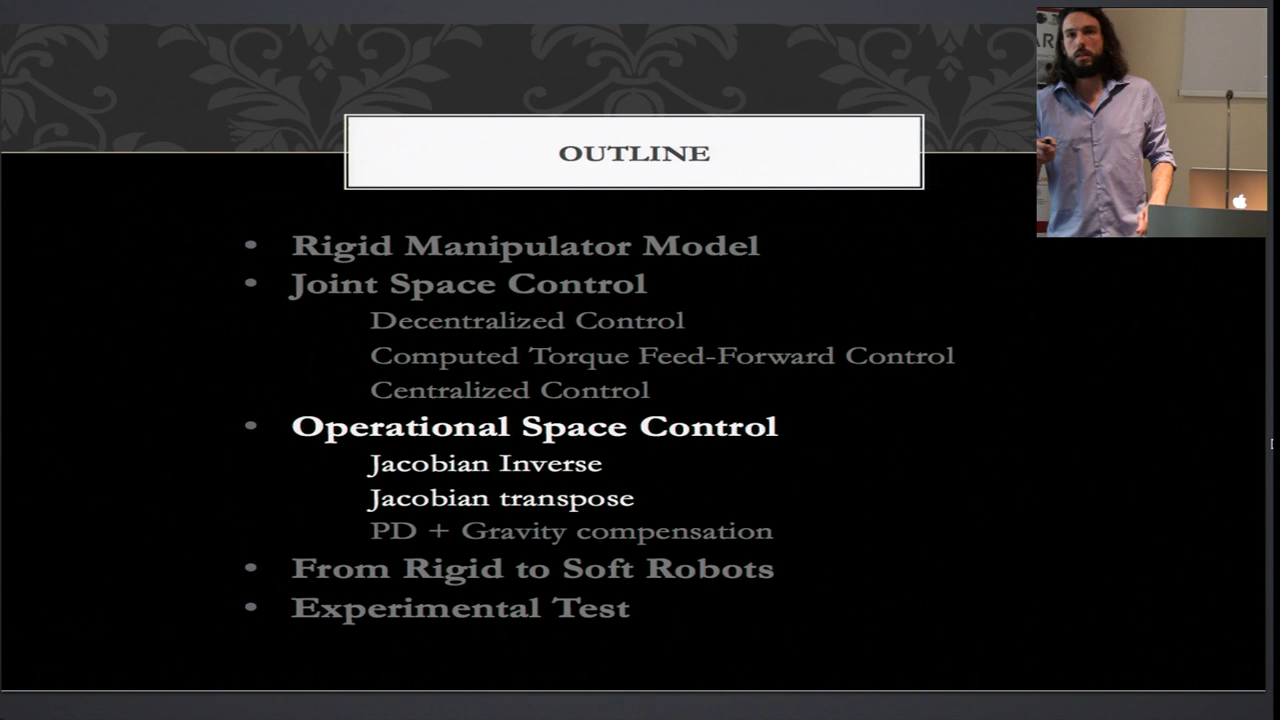 OUTLINE
• Rigid Manipulator Model
• Joint Space Control
Decentralized Control
Computed Torque Feed-Forward Control
Centralized Control
• Operational Space Control
Jacobian Inverse
Jacobian transpose
PD + Gravity compensation
• From Rigid to Soft Robots
• Experimental Test